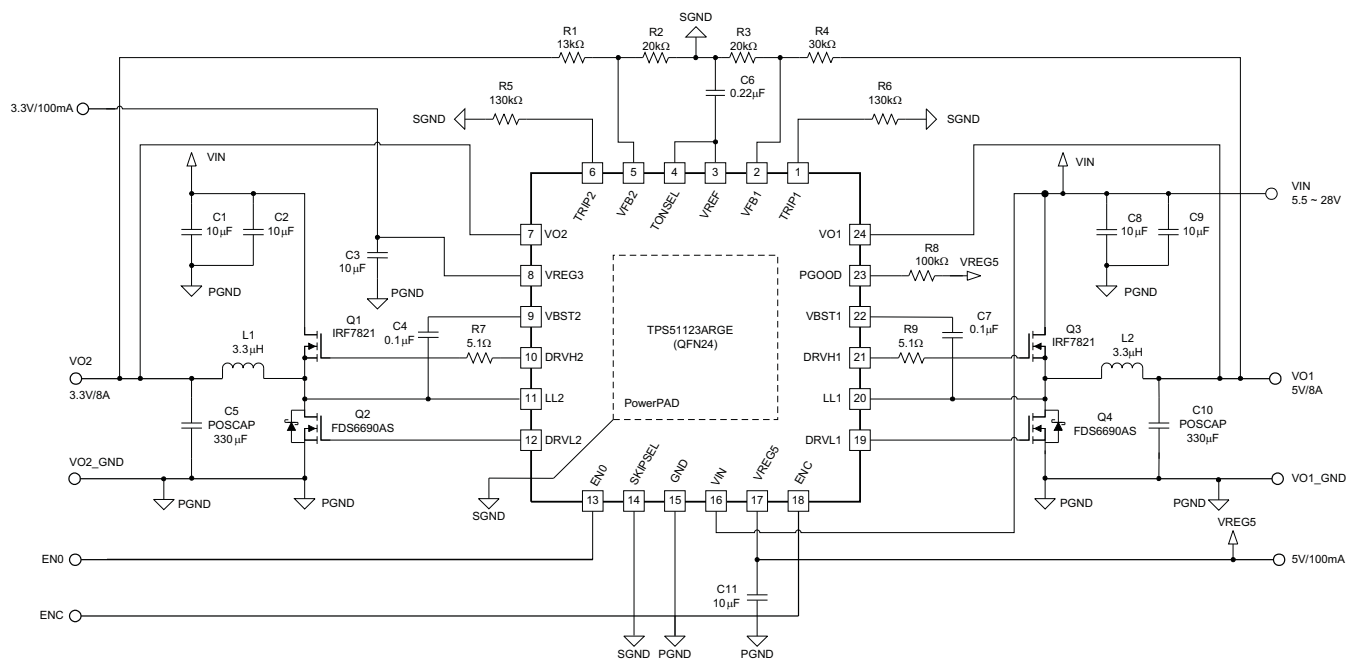 SGND
R1
13kΩ
R2
20kΩ
R3
20kΩ
R4
30kΩ
C6
0.22μF
3.3V/100mA
R5
130kΩ
R6
130kΩ
SGND
SGND
VIN
6
5
4
3
2
1
VIN
VIN
5.5 ~ 28V
TRIP2
VFB2
TONSEL
VREF
VFB1
TRIP1
C1
10μF
C2
10μF
C8
10μF
C9
10μF
7
VO2
VO1
24
C3
10μF
R8
100kΩ
VREG5
8
VREG3
PGOOD
23
PGND
PGND
PGND
Q1
IRF7821
C4
0.1μF
R7
5.1Ω
9
VBST2
VBST1
22
R9
5.1Ω
C7
0.1μF
Q3
IRF7821
TPS51123ARGE
(QFN24)
L1
3.3μH
L2
3.3μH
10
DRVH2
DRVH1
21
VO2
3.3V/8A
VO1
5V/8A
11
LL2
LL1
20
PowerPAD
C5
POSCAP
330μF
Q2
FDS6690AS
Q4
FDS6690AS
C10
POSCAP
330μF
12
DRVL2
DRVL1
19
VO2_GND
VO1_GND
EN0
SKIPSEL
GND
VIN
VREG5
ENC
PGND
PGND
SGND
13
14
15
16
17
18
PGND
PGND
VREG5
EN0
5V/100mA
C11
10μF
ENC
SGND
PGND
PGND